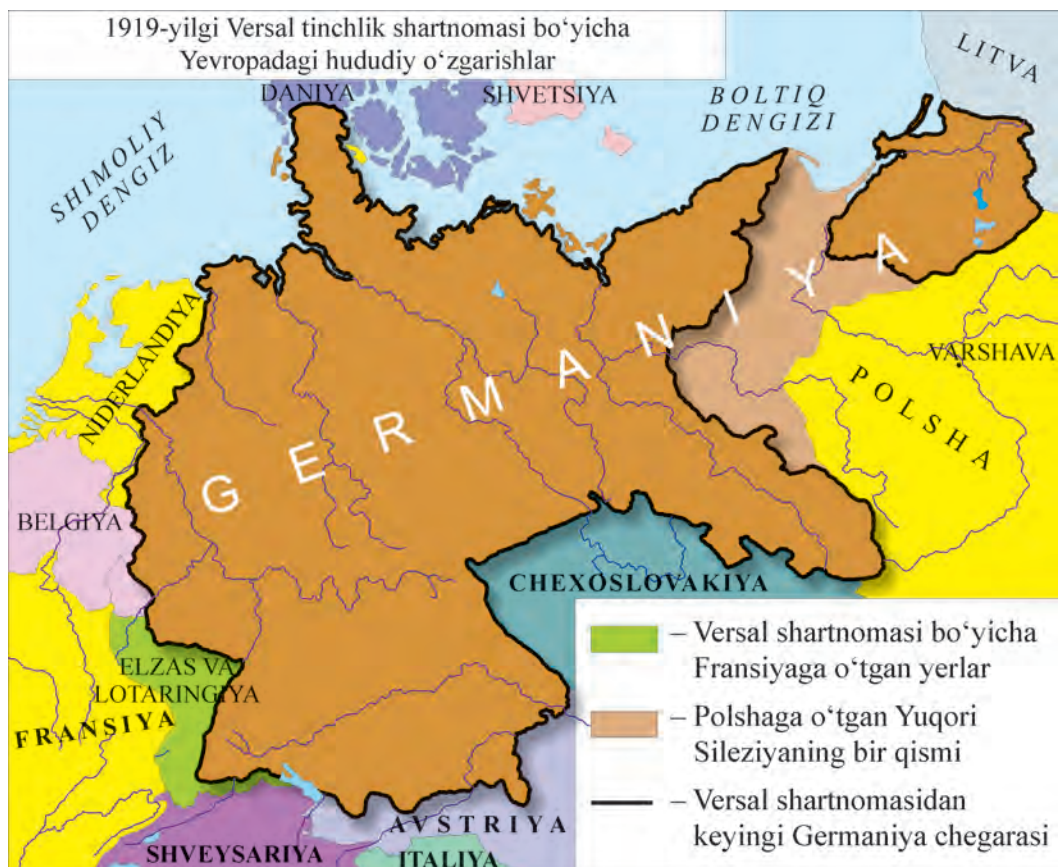 1919-yilgi Versal tinchlik shartnomasi bo‘yicha
Yevropadagi hududiy o‘zgarishlar
LITVA
DANIYA
SHVETSIYA
BOLTIQ
DENGIZI
SHIMOLIY
DENGIZ
NIDERLANDIYA
GERMANIYA
VARSHAVA
POLSHA
BELGIYA
CHEXOSLOVAKIYA
ELZAS VA
LOTARINGIYA
FRANSIYA
AVSTRIYA
SHVEYSARIYA
ITALIYA
– Versal shartnomasi bo‘yicha
Fransiyaga o‘tgan yerlar
– Polshaga o‘tgan Yuqori
Sileziyaning bir qismi
– Versal shartnomasidan
keyingi Germaniya chegarasi